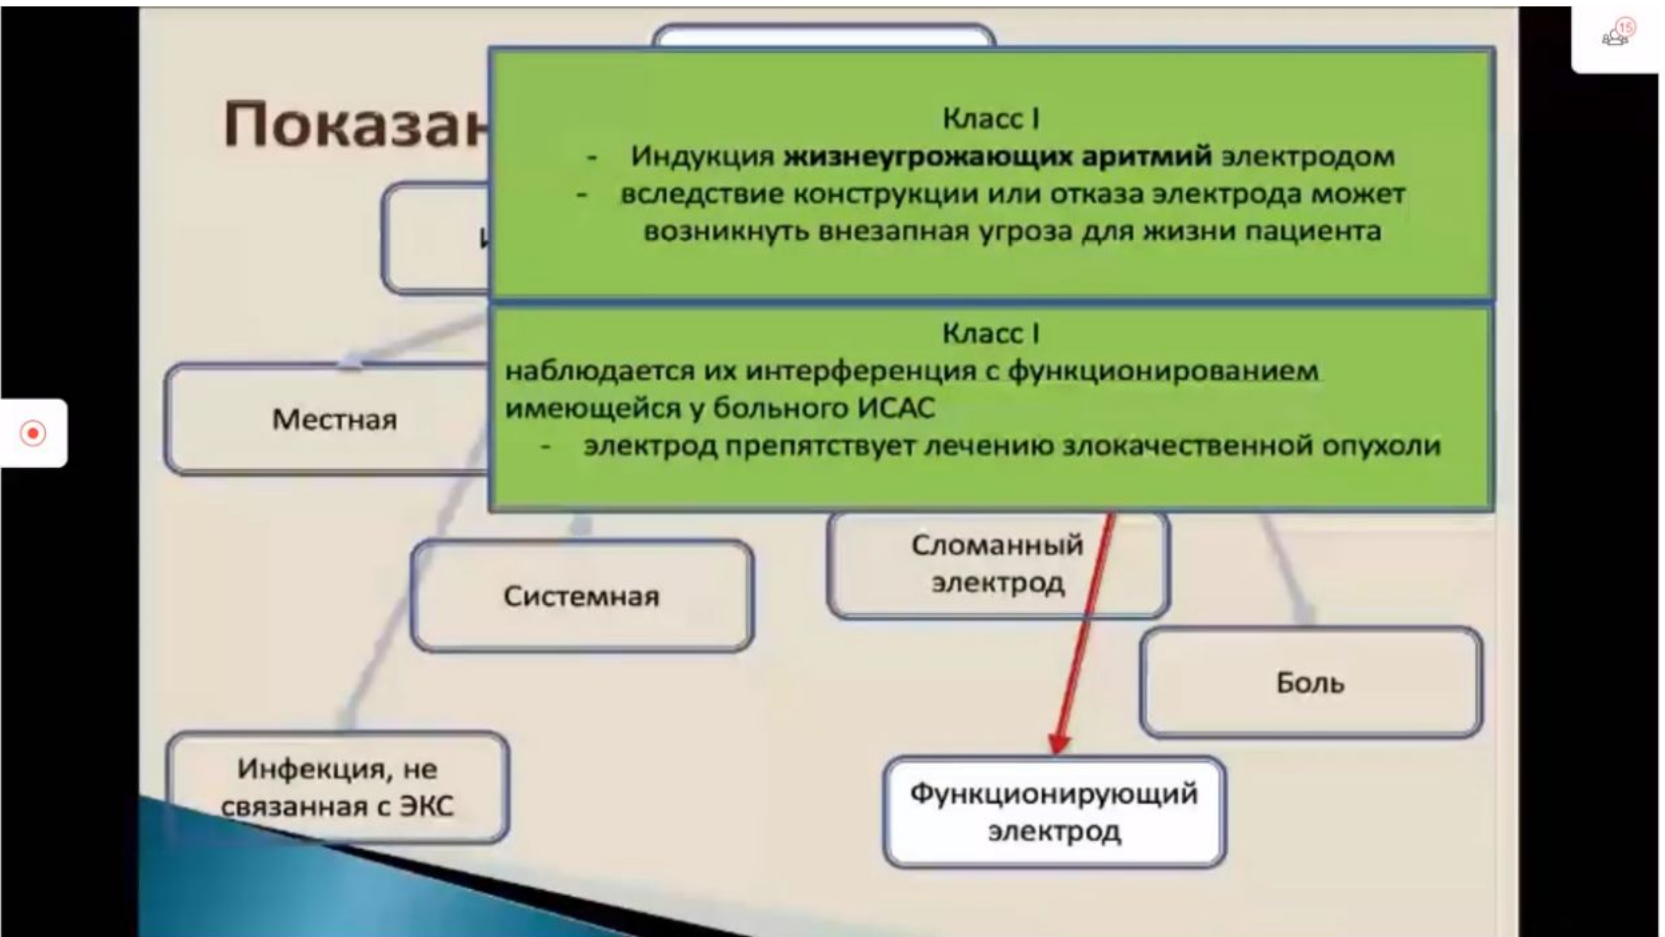 15
Показан
Класс I
- Индукция жизнеугрожающих аритмий электродом
- вследствие конструкции или отказа электрода может
возникнуть внезапная угроза для жизни пациента
Класс I
наблюдается их интерференция с функционированием
имеющейся у больного ИСАС
- электрод препятствует лечению злокачественной опухоли
Местная
Сломанный
электрод
Системная
Боль
Инфекция, не
связанная с ЭКС
Функционирующий
электрод